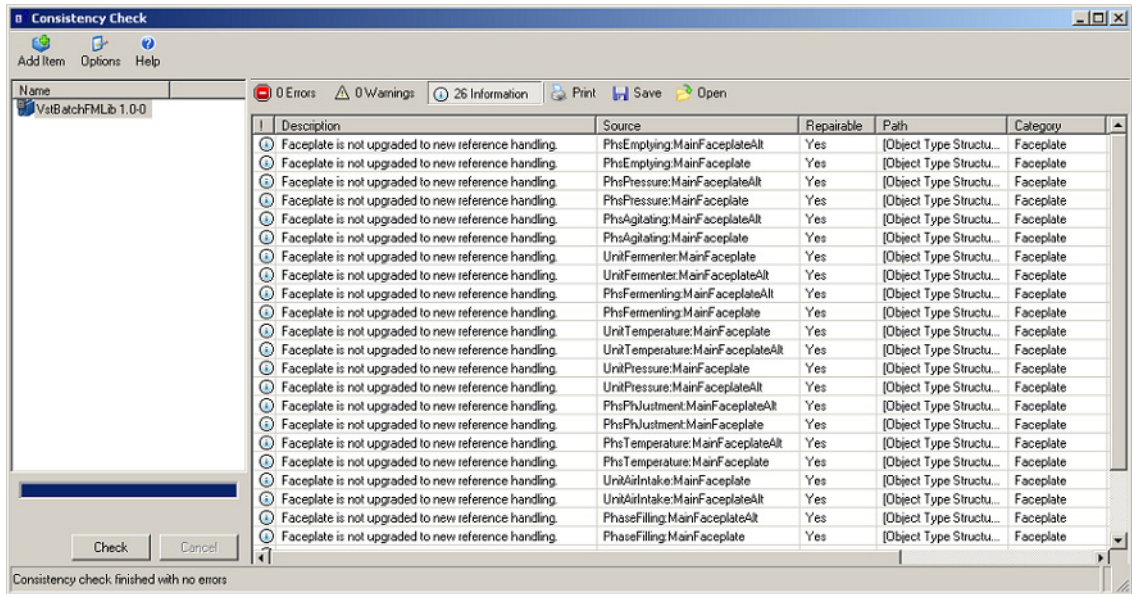 Consistency Check
Add Item Options Help
Name
VstBatchFMLib 1.0-0
0 Errors 0 Warnings 26 Information Print Save Open
! Description Source Repairable Path Category
Faceplate is not upgraded to new reference handling. PhsEmptying:MainFaceplateAlt Yes [Object Type Structu... Faceplate
Faceplate is not upgraded to new reference handling. PhsEmptying:MainFaceplate Yes [Object Type Structu... Faceplate
Faceplate is not upgraded to new reference handling. PhsPressure:MainFaceplateAlt Yes [Object Type Structu... Faceplate
Faceplate is not upgraded to new reference handling. PhsPressure:MainFaceplate Yes [Object Type Structu... Faceplate
Faceplate is not upgraded to new reference handling. PhsAgitating:MainFaceplateAlt Yes [Object Type Structu... Faceplate
Faceplate is not upgraded to new reference handling. PhsAgitating:MainFaceplate Yes [Object Type Structu... Faceplate
Faceplate is not upgraded to new reference handling. UnitFermenter:MainFaceplate Yes [Object Type Structu... Faceplate
Faceplate is not upgraded to new reference handling. UnitFermenter:MainFaceplateAlt Yes [Object Type Structu... Faceplate
Faceplate is not upgraded to new reference handling. PhsFermenting:MainFaceplateAlt Yes [Object Type Structu... Faceplate
Faceplate is not upgraded to new reference handling. PhsFermenting:MainFaceplate Yes [Object Type Structu... Faceplate
Faceplate is not upgraded to new reference handling. UnitTemperature:MainFaceplate Yes [Object Type Structu... Faceplate
Faceplate is not upgraded to new reference handling. UnitTemperature:MainFaceplateAlt Yes [Object Type Structu... Faceplate
Faceplate is not upgraded to new reference handling. UnitPressure:MainFaceplate Yes [Object Type Structu... Faceplate
Faceplate is not upgraded to new reference handling. UnitPressure:MainFaceplateAlt Yes [Object Type Structu... Faceplate
Faceplate is not upgraded to new reference handling. PhsPhJustment:MainFaceplateAlt Yes [Object Type Structu... Faceplate
Faceplate is not upgraded to new reference handling. PhsPhJustment:MainFaceplate Yes [Object Type Structu... Faceplate
Faceplate is not upgraded to new reference handling. PhsTemperature:MainFaceplateAlt Yes [Object Type Structu... Faceplate
Faceplate is not upgraded to new reference handling. PhsTemperature:MainFaceplate Yes [Object Type Structu... Faceplate
Faceplate is not upgraded to new reference handling. UnitAirIntake:MainFaceplate Yes [Object Type Structu... Faceplate
Faceplate is not upgraded to new reference handling. UnitAirIntake:MainFaceplateAlt Yes [Object Type Structu... Faceplate
Faceplate is not upgraded to new reference handling. PhaseFilling:MainFaceplateAlt Yes [Object Type Structu... Faceplate
Faceplate is not upgraded to new reference handling. PhaseFilling:MainFaceplate Yes [Object Type Structu... Faceplate
Check Cancel
Consistency check finished with no errors